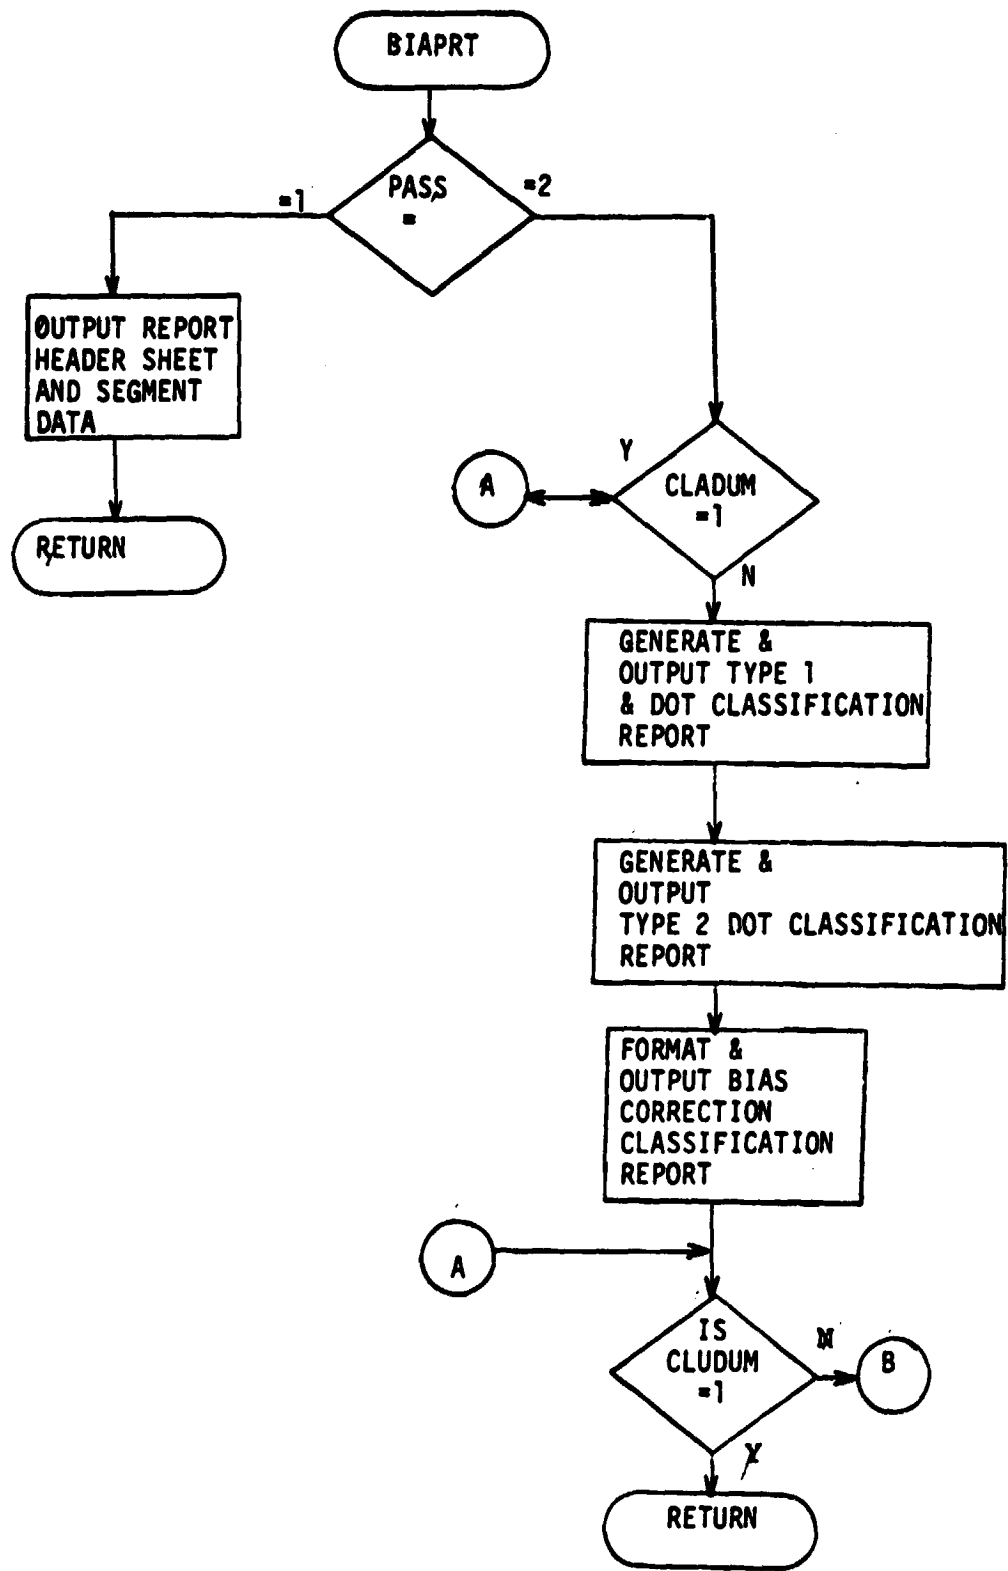 BIAPRT
PASS
=
=1
=2
OUTPUT REPORT
HEADER SHEET
AND SEGMENT
DATA
RETURN
A
Y
CLADUM
=1
N
GENERATE &
OUTPUT TYPE 1
& DOT CLASSIFICATION
REPORT
GENERATE &
OUTPUT
TYPE 2 DOT CLASSIFICATION
REPORT
FORMAT &
OUTPUT BIAS
CORRECTION
CLASSIFICATION
REPORT
A
IS
CLUDUM
=1
N
B
Y
RETURN